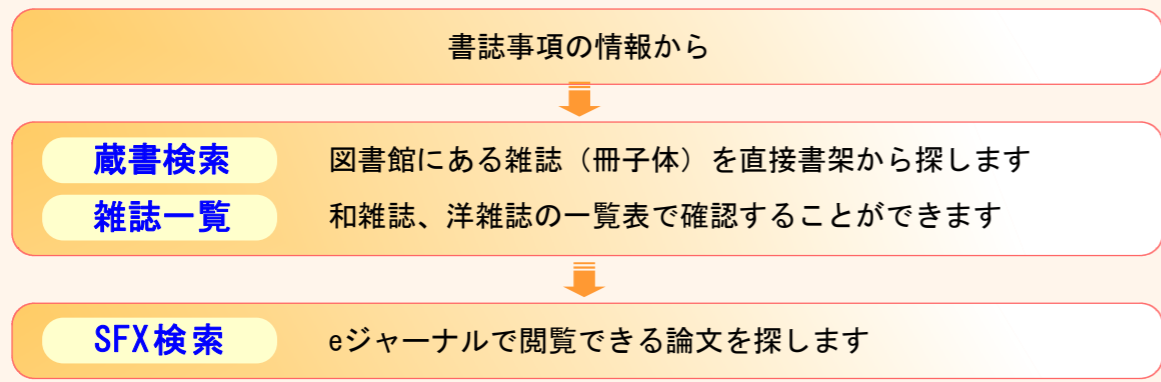 書誌事項の情報から
蔵書検索 図書館にある雑誌（冊子体）を直接書架から探します
雑誌一覧 和雑誌、洋雑誌の一覧表で確認することができます
SFX検索 eジャーナルで閲覧できる論文を探します